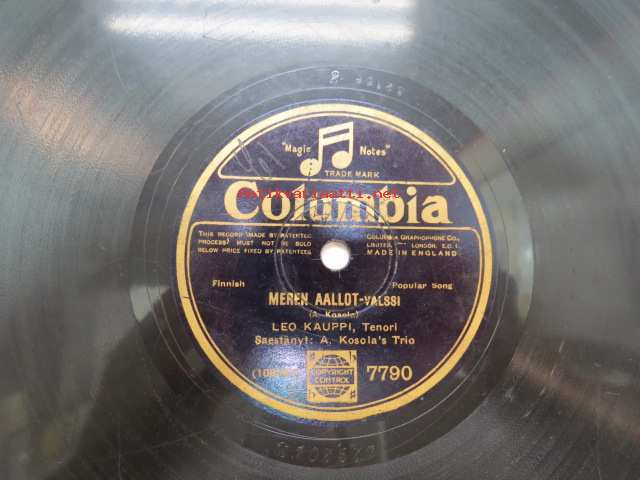 "Magic Notes"
TRADE MARK
Columbia
THIS RECORD MADE BY PATENTED
PROCESS, MUST NOT BE SOLD
BELOW PRICE FIXED BY PATENTEES
COLUMBIA GRAPHOPHONE CO.,
LIMITED, LONDON, E.C.1.
MADE IN ENGLAND
Finnish
Popular Song
MEREN AALLOT-VALSSI
(A. Kosola)
LEO KAUPPI, Tenori
Saestänyt: A. Kosola's Trio
COPYRIGHT
CONTROL
7790